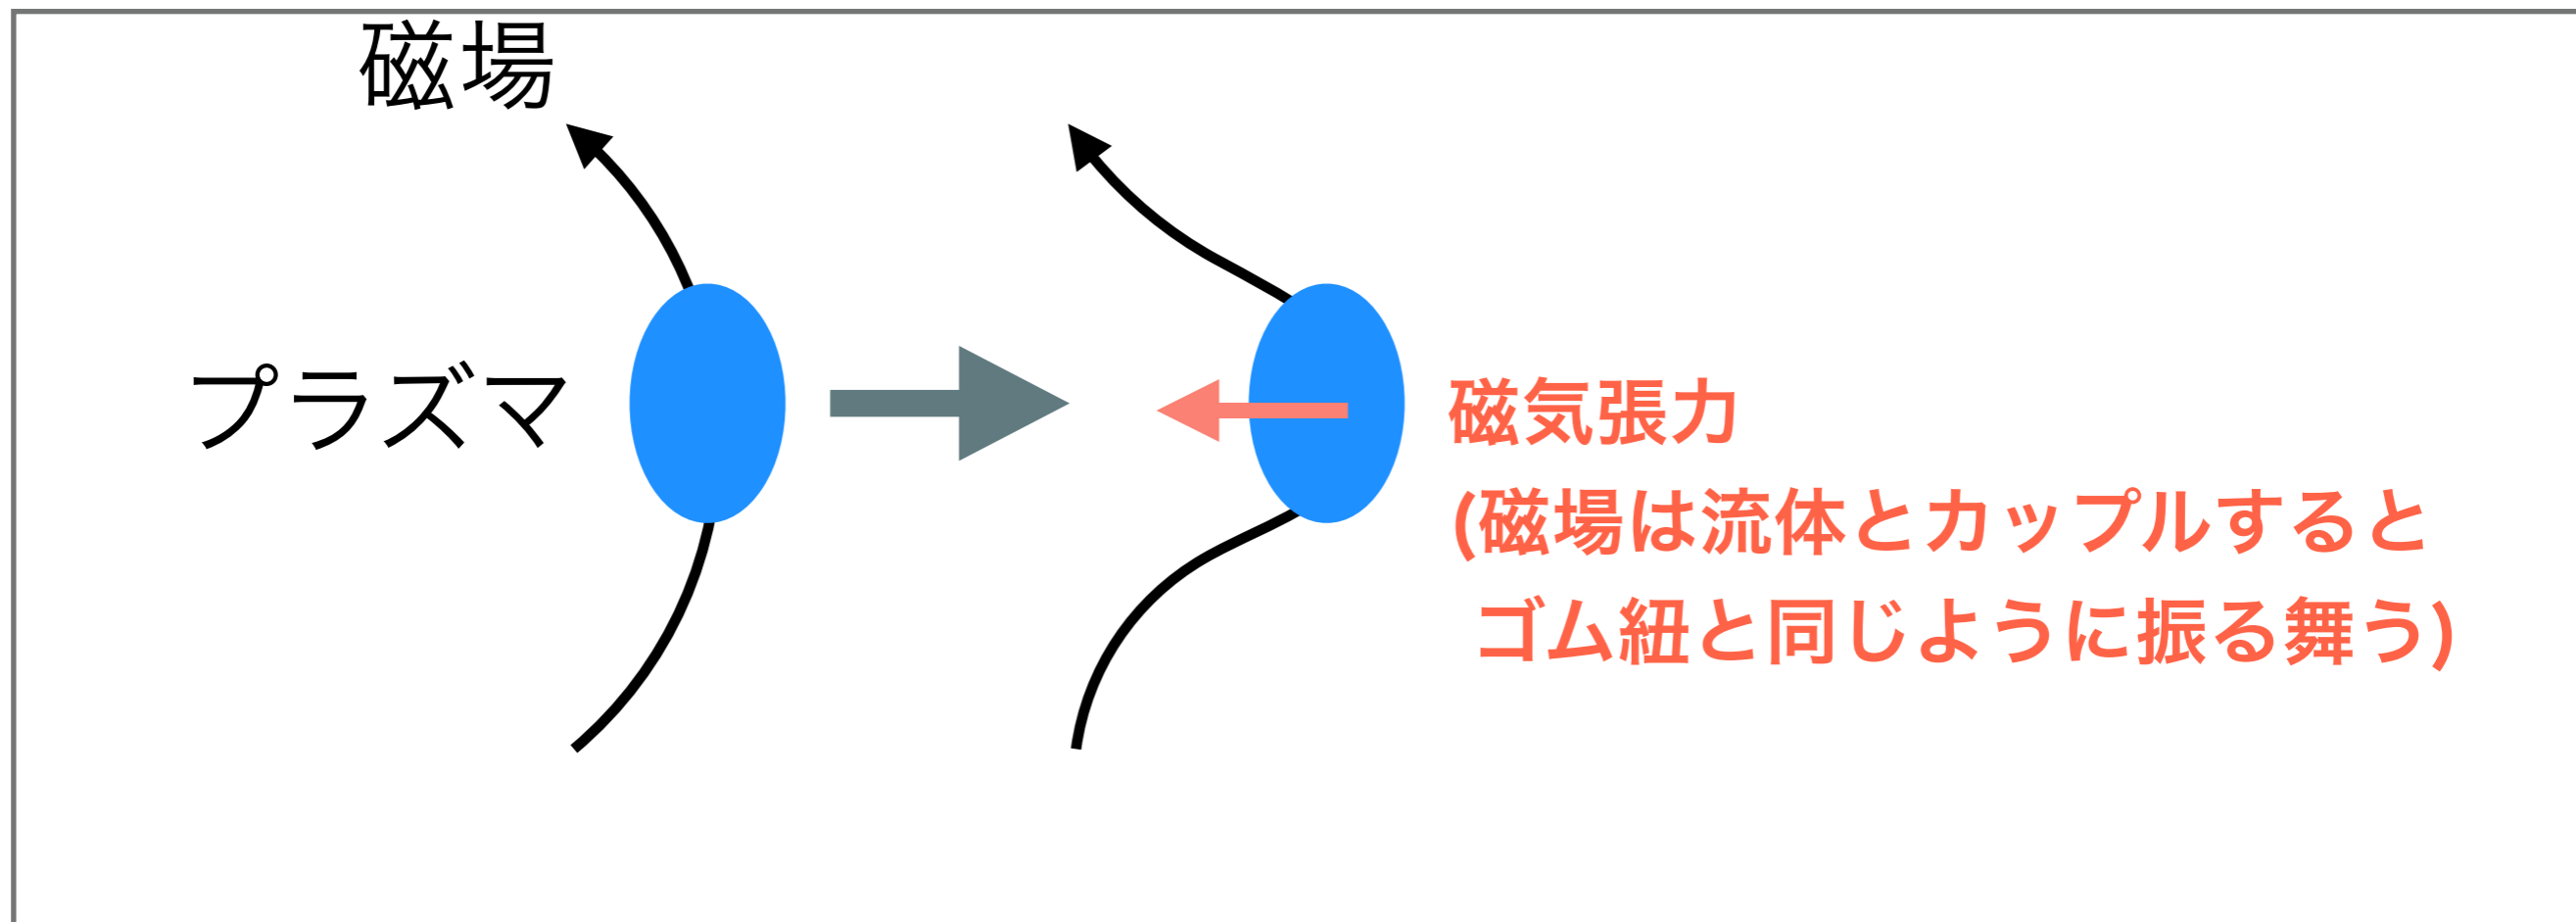 磁場
プラズマ
磁気張力
(磁場は流体とカップルすると
ゴム紐と同じように振る舞う)